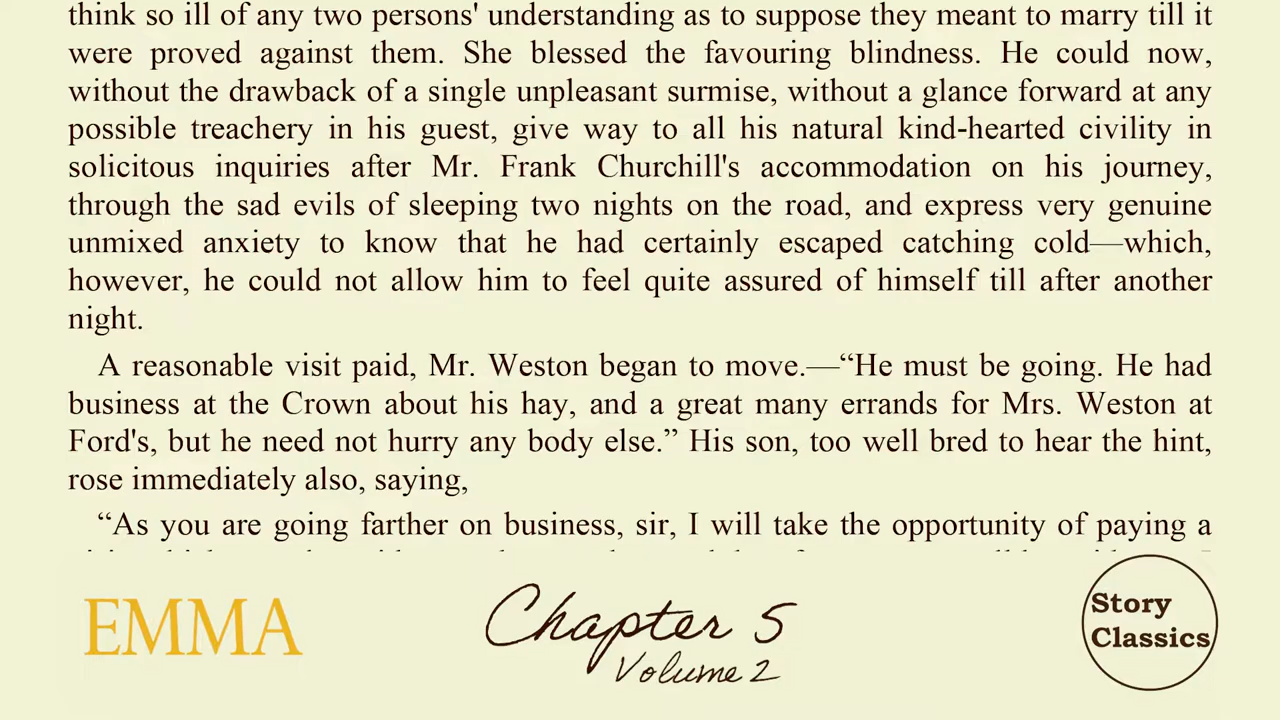 think so ill of any two persons' understanding as to suppose they meant to marry till it
were proved against them. She blessed the favouring blindness. He could now,
without the drawback of a single unpleasant surmise, without a glance forward at any
possible treachery in his guest, give way to all his natural kind-hearted civility in
solicitous inquiries after Mr. Frank Churchill's accommodation on his journey,
through the sad evils of sleeping two nights on the road, and express very genuine
unmixed anxiety to know that he had certainly escaped catching cold—which,
however, he could not allow him to feel quite assured of himself till after another
night.
A reasonable visit paid, Mr. Weston began to move.—“He must be going. He had
business at the Crown about his hay, and a great many errands for Mrs. Weston at
Ford's, but he need not hurry any body else.” His son, too well bred to hear the hint,
rose immediately also, saying,
“As you are going farther on business, sir, I will take the opportunity of paying a
EMMA
Chapter 5
Volume 2
Story
Classics